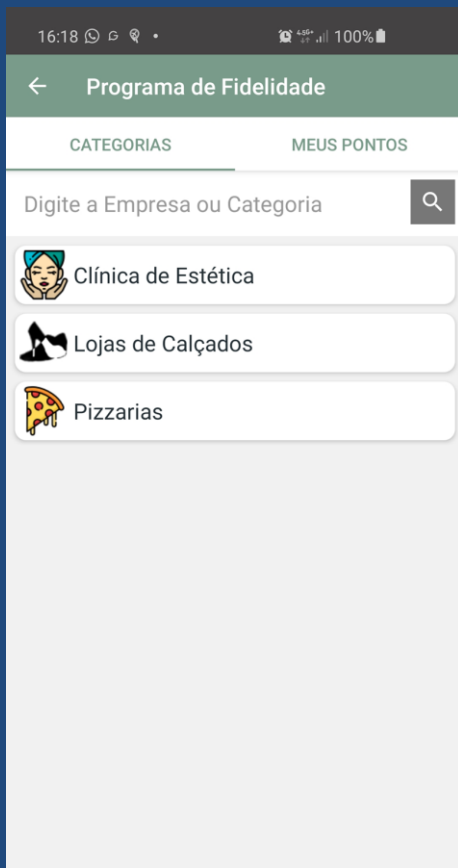 16:18 100%
Programa de Fidelidade
CATEGORIAS MEUS PONTOS
Digite a Empresa ou Categoria
Clínica de Estética
Lojas de Calçados
Pizzarias